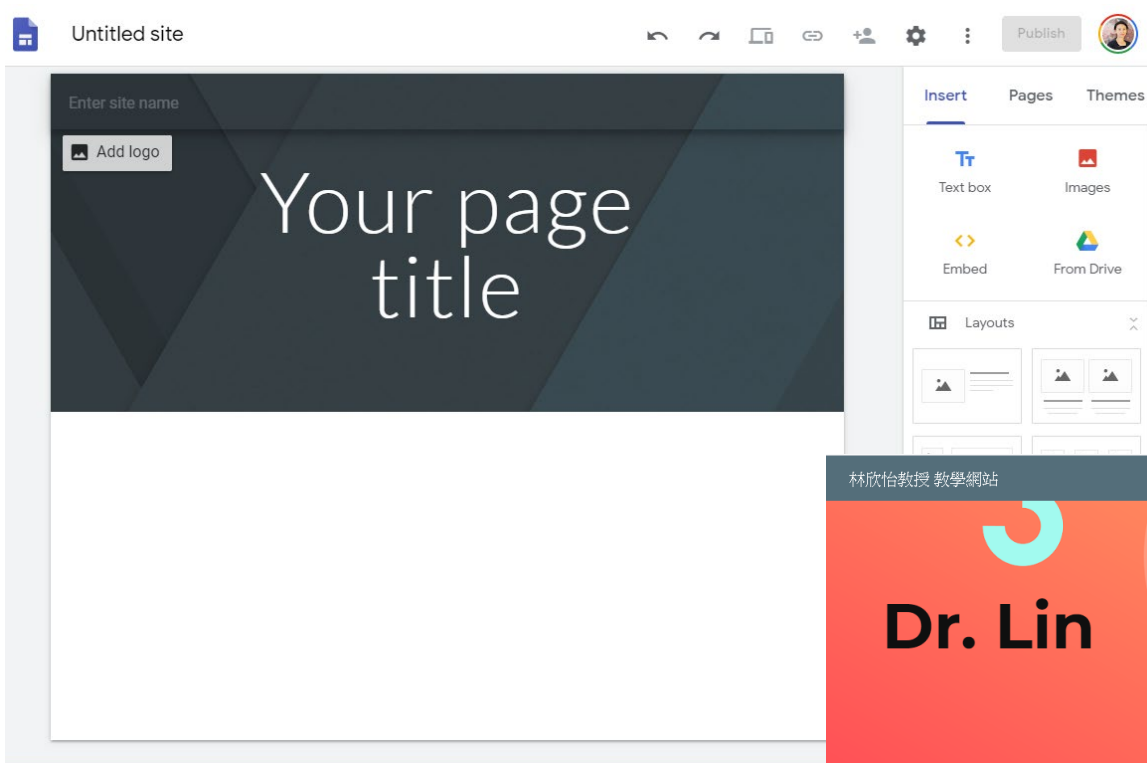 Untitled site
Publish
Enter site name
Add logo
Your page
title
Insert
Pages
Themes
Text box
Images
Embed
From Drive
Layouts
林欣怡教授 教學網站
3
Dr. Lin